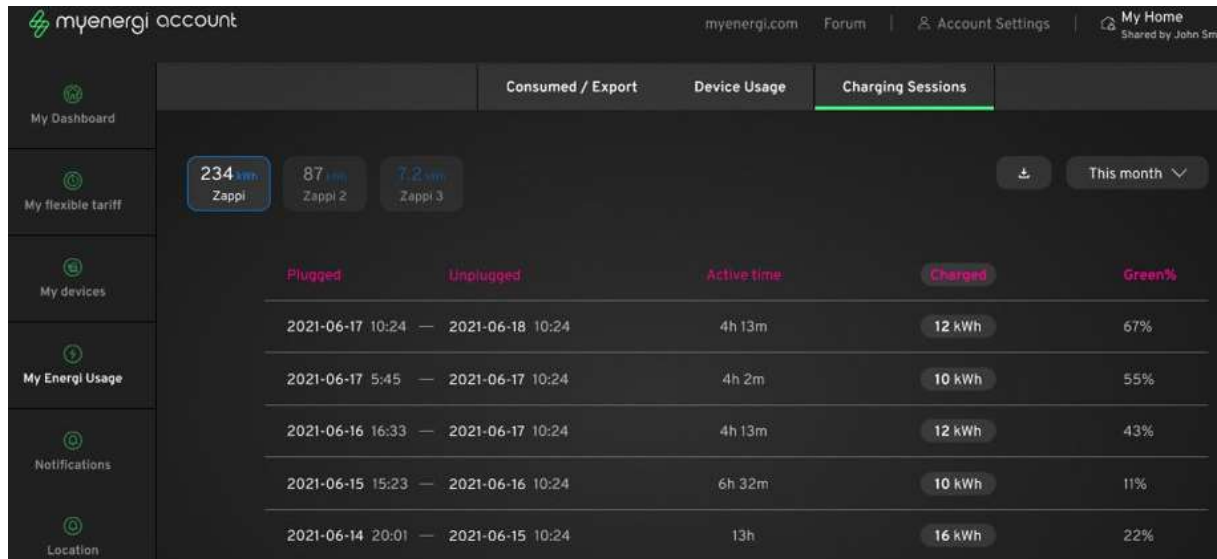 myenergi account
myenergi.com Forum Account Settings My Home
Shared by John Sm
Consumed / Export Device Usage Charging Sessions
My Dashboard
234 kWh 87 kWh 7.2 kWh
Zappi Zappi 2 Zappi 3
This month
My flexible tariff
Plugged Unplugged Active time Charged Green%
My devices
2021-06-17 10:24 — 2021-06-18 10:24 4h 13m 12 kWh 67%
My Energi Usage
2021-06-17 5:45 — 2021-06-17 10:24 4h 2m 10 kWh 55%
2021-06-16 16:33 — 2021-06-17 10:24 4h 13m 12 kWh 43%
Notifications
2021-06-15 15:23 — 2021-06-16 10:24 6h 32m 10 kWh 11%
2021-06-14 20:01 — 2021-06-15 10:24 13h 16 kWh 22%
Location